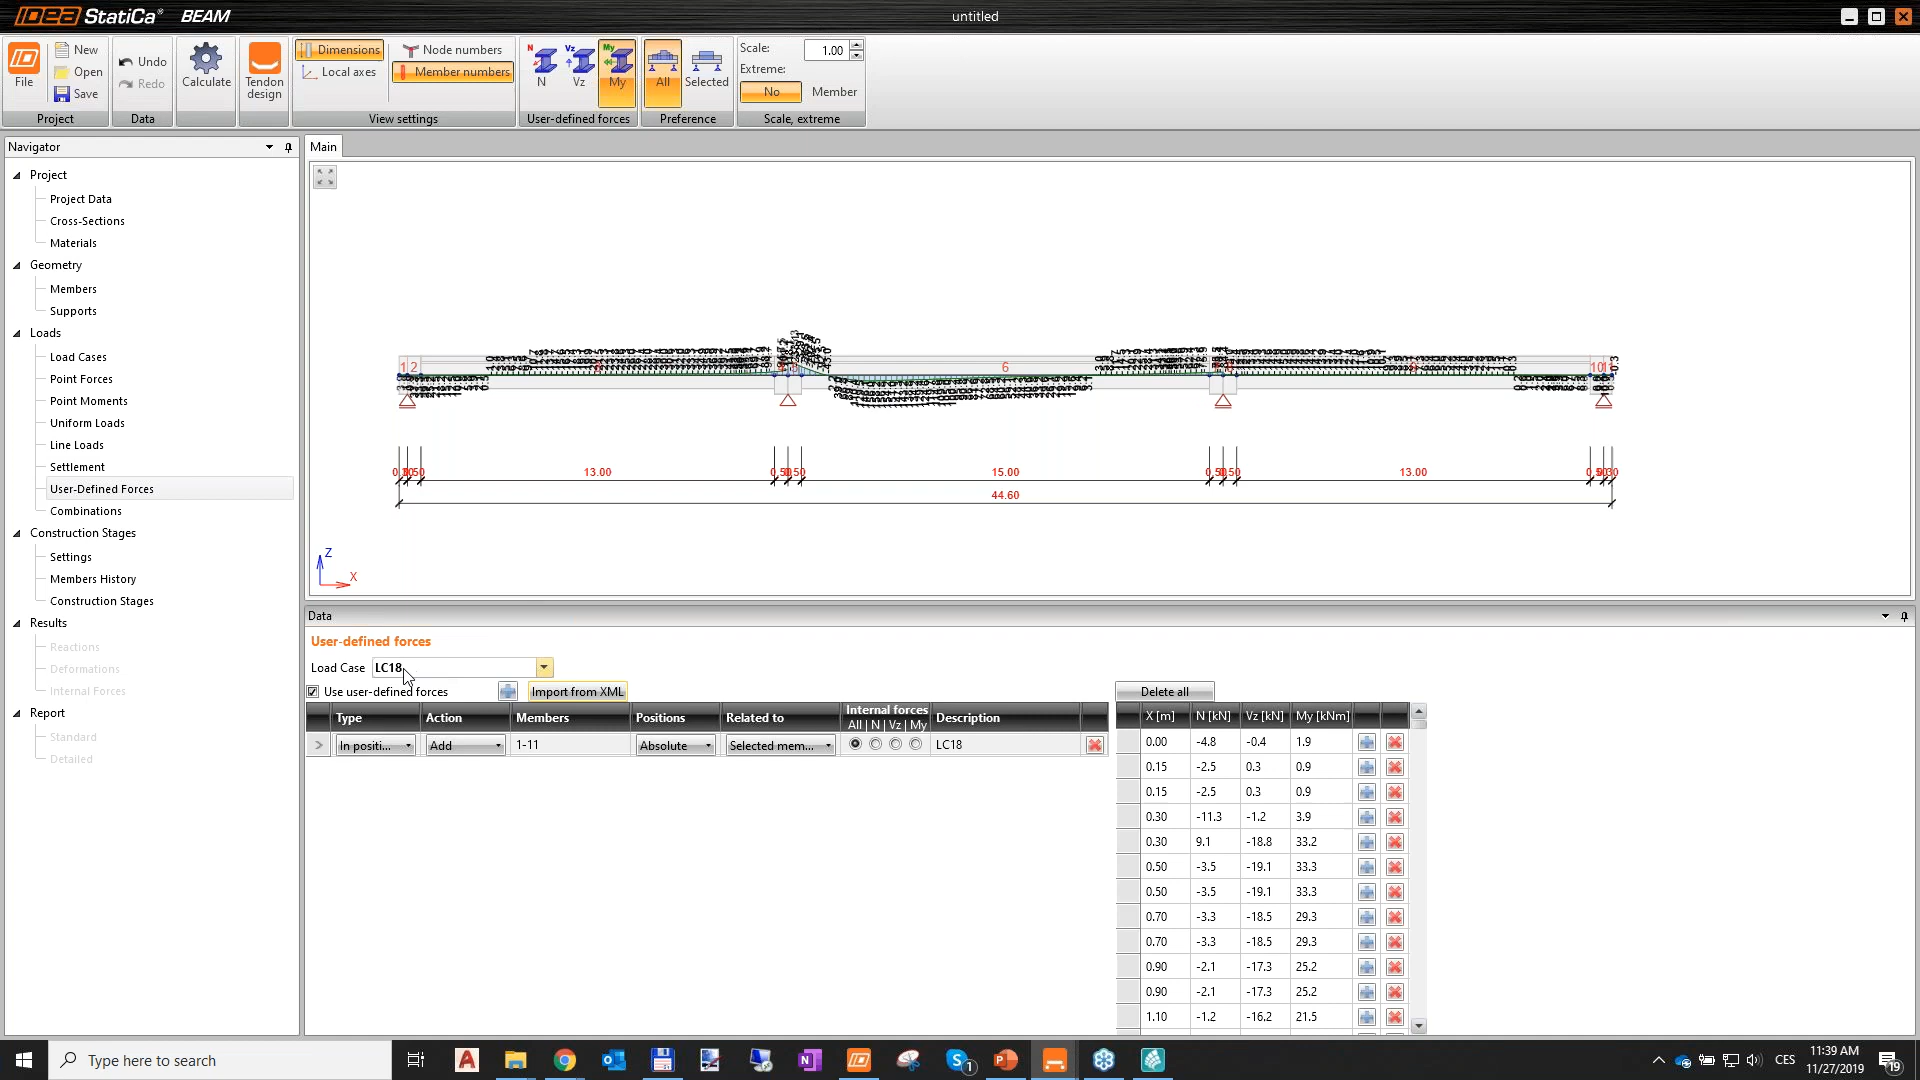 IDEA StatiCa® BEAM
untitled
File
New
Open
Save
Project
Undo
Redo
Data
Calculate
Tendon
design
Dimensions
Node numbers
Local axes
Member numbers
View settings
N
Vz
My
User-defined forces
All
Selected
Preference
Scale:
1.00
Extreme:
No
Member
Scale, extreme
Navigator
Project
Project Data
Cross-Sections
Materials
Geometry
Members
Supports
Loads
Load Cases
Point Forces
Point Moments
Uniform Loads
Line Loads
Settlement
User-Defined Forces
Combinations
Construction Stages
Settings
Members History
Construction Stages
Results
Reactions
Deformations
Internal Forces
Report
Standard
Detailed
Main
1 2
6
13.00
15.00
13.00
44.60
Z
X
Data
User-defined forces
Load Case LC18
Use user-defined forces
Import from XML
Delete all
Type Action Members Positions Related to Internal forces Description
All | N | Vz | My
In positi... Add 1-11 Absolute Selected mem... LC18
X [m] N [kN] Vz [kN] My [kNm]
0.00 -4.8 -0.4 1.9
0.15 -2.5 0.3 0.9
0.15 -2.5 0.3 0.9
0.30 -11.3 -1.2 3.9
0.30 9.1 -18.8 33.2
0.50 -3.5 -19.1 33.3
0.50 -3.5 -19.1 33.3
0.70 -3.3 -18.5 29.3
0.70 -3.3 -18.5 29.3
0.90 -2.1 -17.3 25.2
0.90 -2.1 -17.3 25.2
1.10 -1.2 -16.2 21.5
Type here to search
CES
11:39 AM
11/27/2019
19